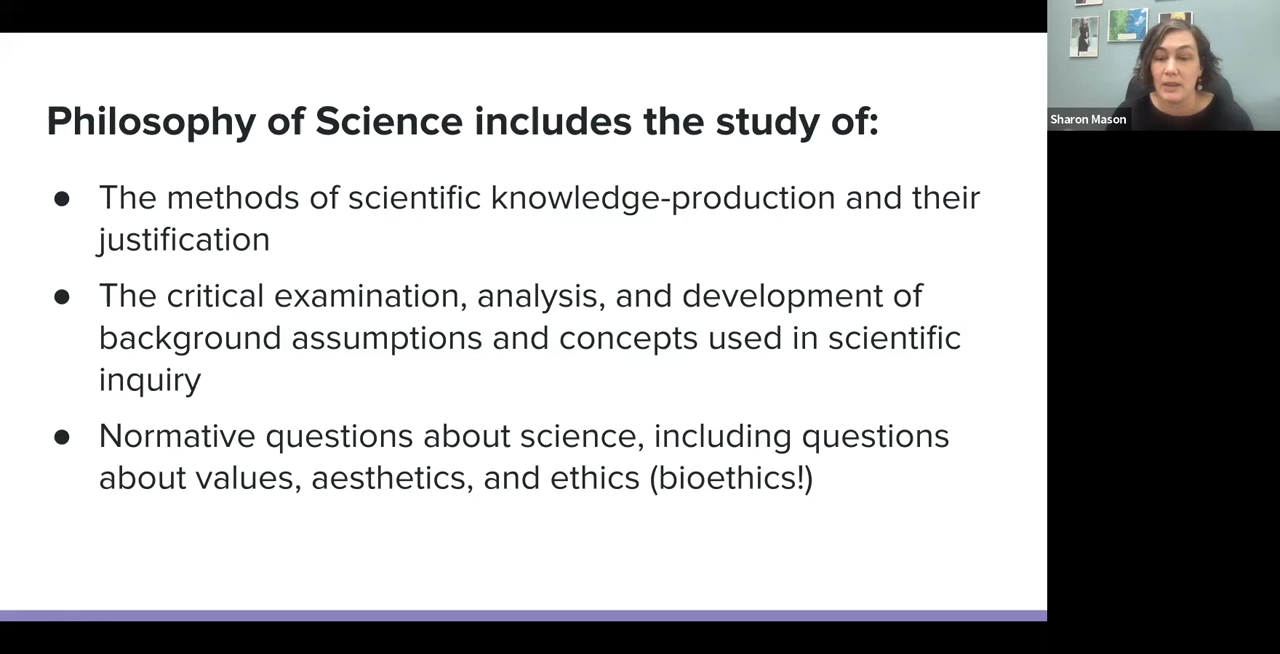 Philosophy of Science includes the study of:
● The methods of scientific knowledge-production and their
justification
● The critical examination, analysis, and development of
background assumptions and concepts used in scientific
inquiry
● Normative questions about science, including questions
about values, aesthetics, and ethics (bioethics!)
Sharon Mason